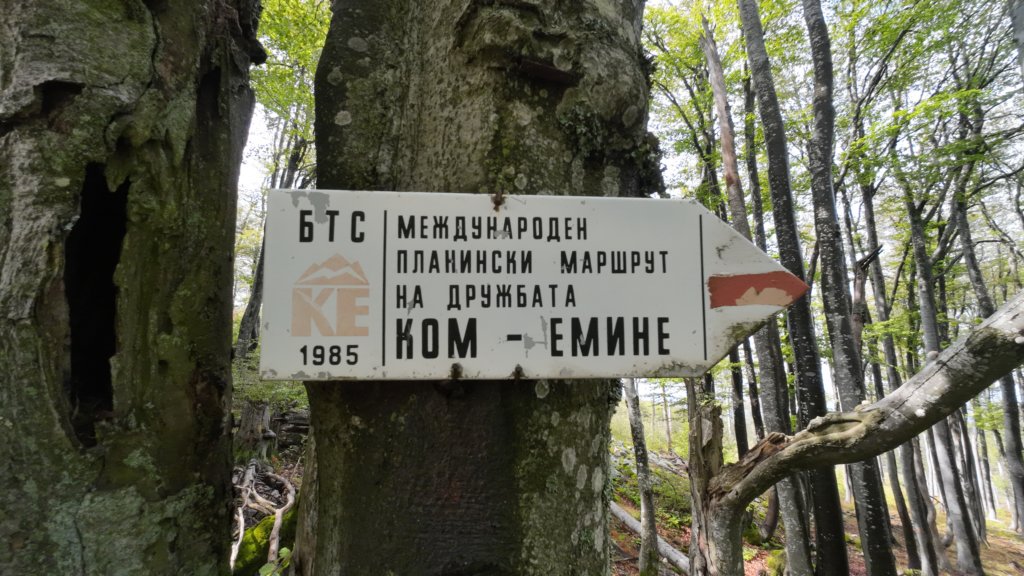 БТС
КЕ
1985
МЕЖДУНАРОДЕН
ПЛАНИНСКИ МАРШРУТ
НА ДРУЖБАТА
КОМ - ЕМИНЕ